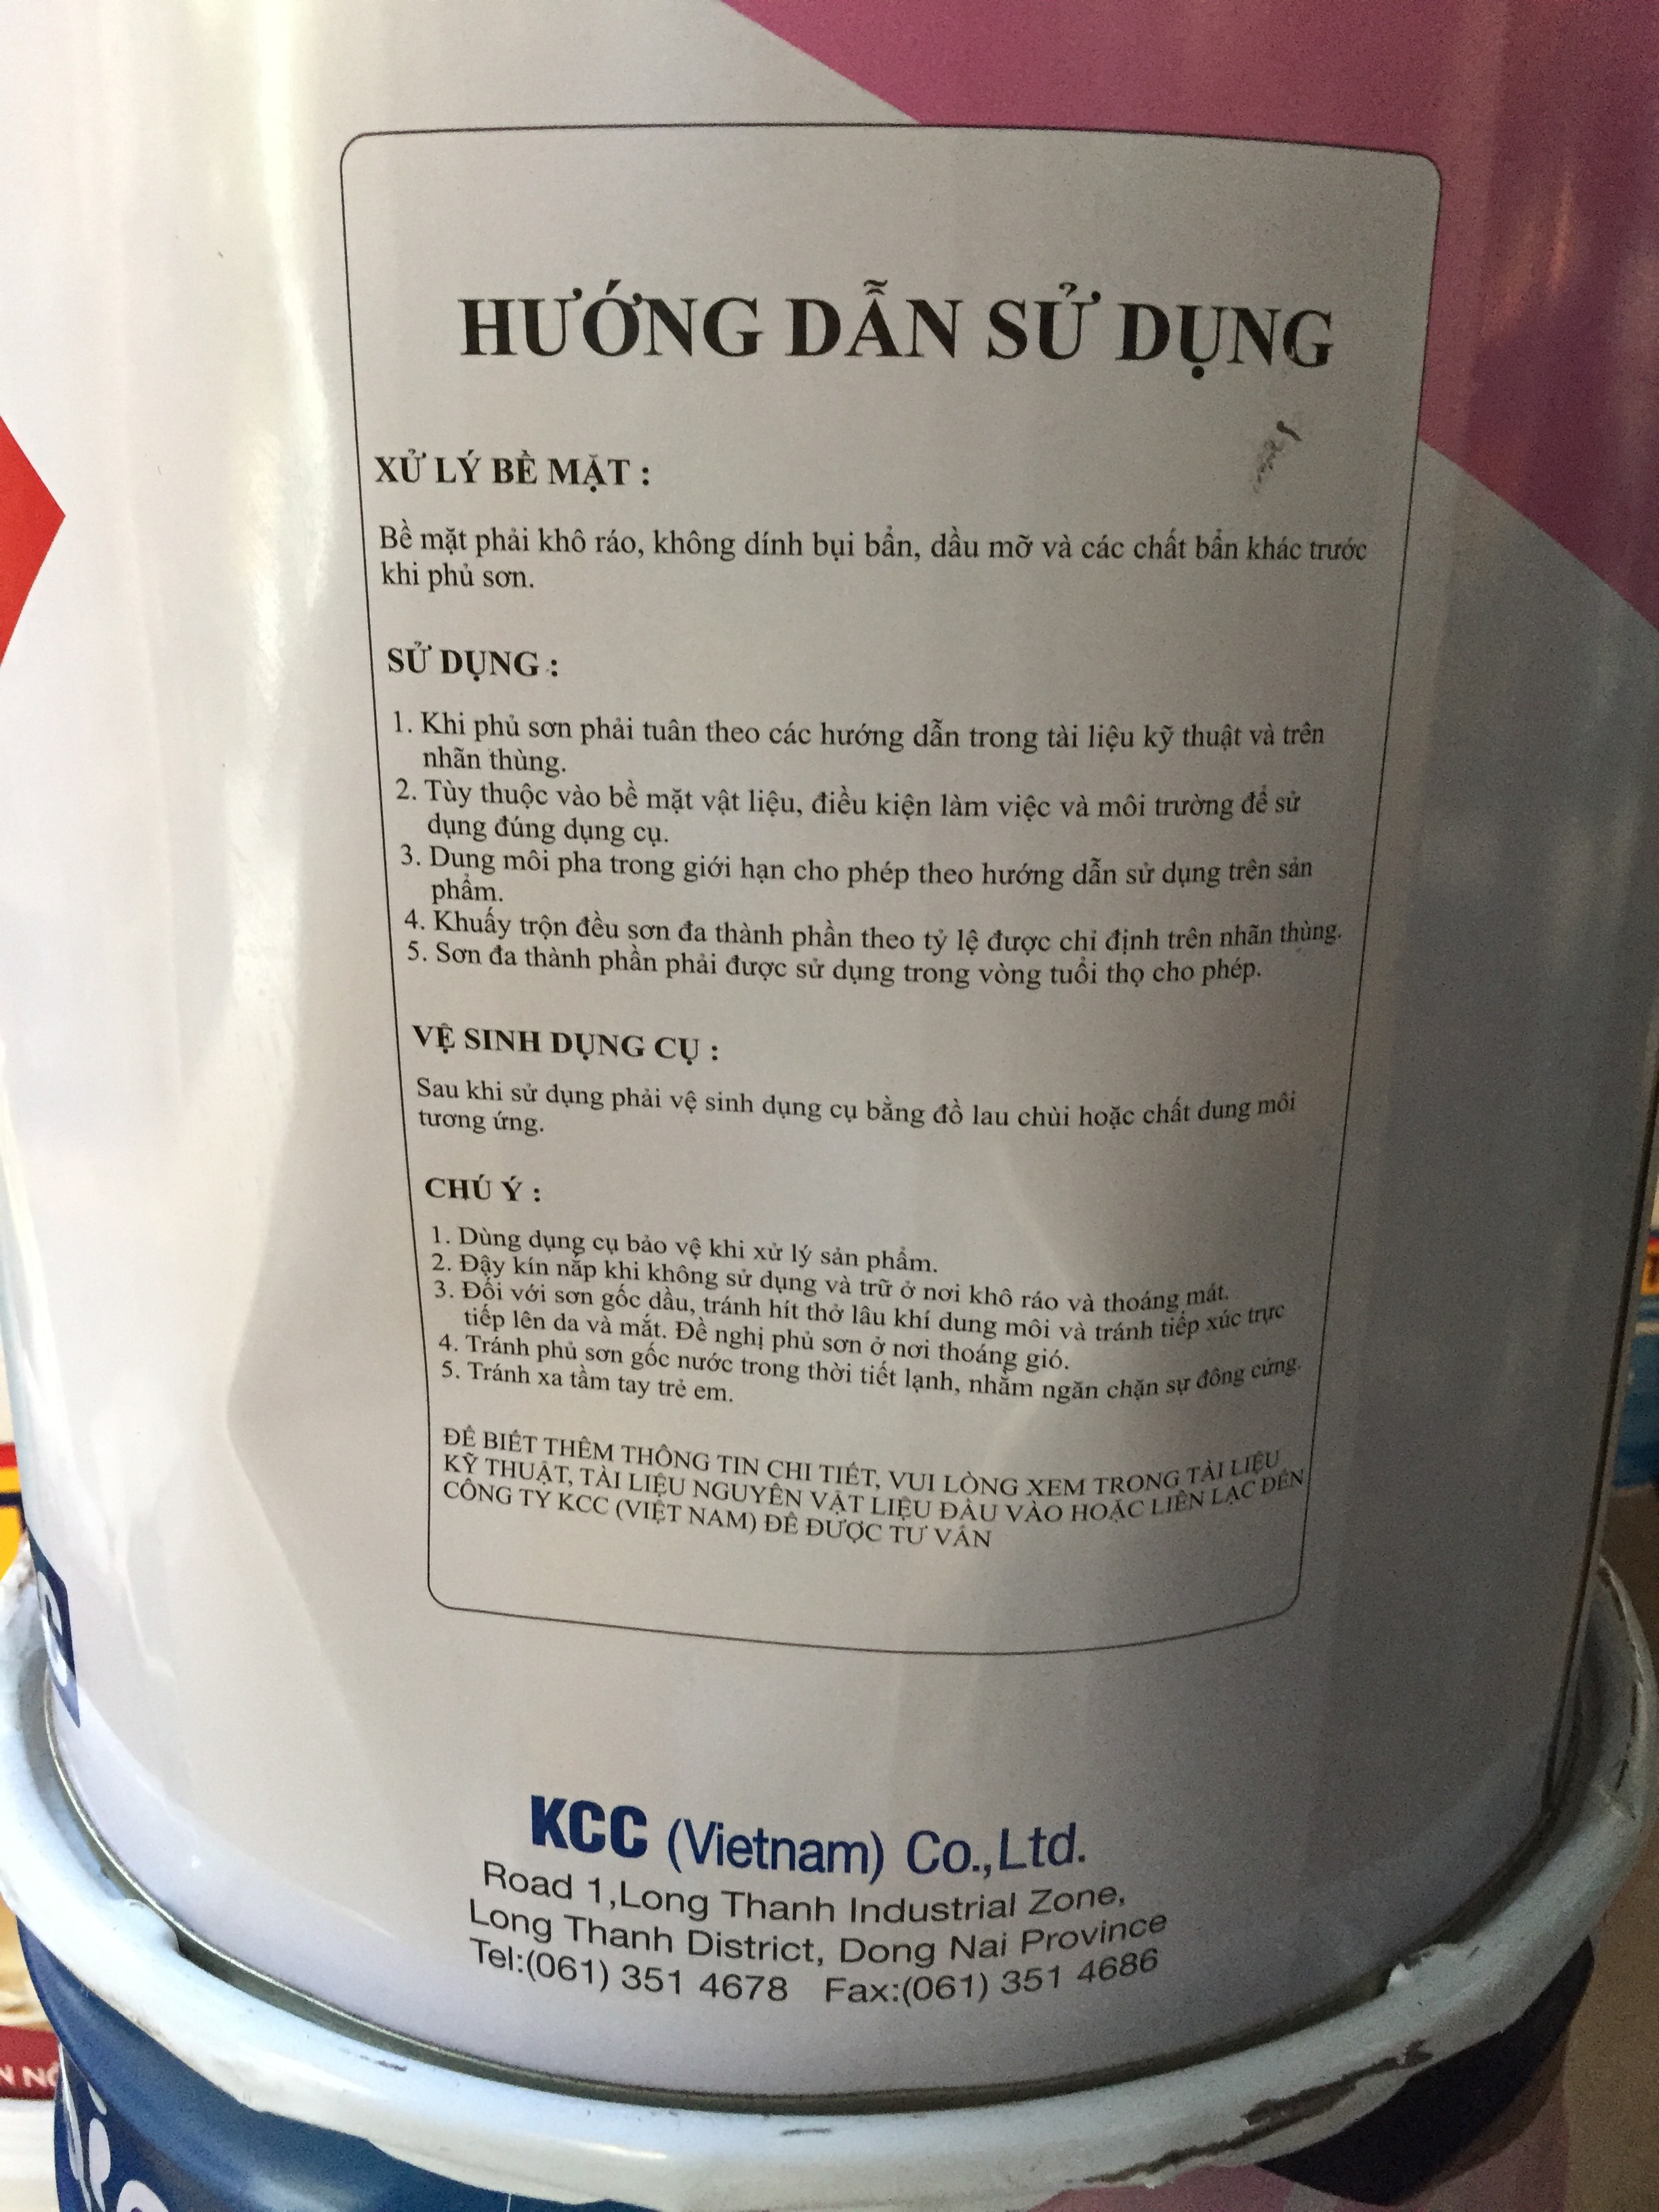 HƯỚNG DẪN SỬ DỤNG
XỬ LÝ BỀ MẶT :
Bề mặt phải khô ráo, không dính bụi bẩn, dầu mỡ và các chất bẩn khác trước
khi phủ sơn.
SỬ DỤNG :
1. Khi phủ sơn phải tuân theo các hướng dẫn trong tài liệu kỹ thuật và trên
nhãn thùng.
2. Tùy thuộc vào bề mặt vật liệu, điều kiện làm việc và môi trường để sử
dụng đúng dụng cụ.
3. Dung môi pha trong giới hạn cho phép theo hướng dẫn sử dụng trên sản
phẩm.
4. Khuấy trộn đều sơn đa thành phần theo tỷ lệ được chỉ định trên nhãn thùng.
5. Sơn đa thành phần phải được sử dụng trong vòng tuổi thọ cho phép.
VỆ SINH DỤNG CỤ :
Sau khi sử dụng phải vệ sinh dụng cụ bằng đồ lau chùi hoặc chất dung môi
tương ứng.
CHÚ Ý :
1. Dùng dụng cụ bảo vệ khi xử lý sản phẩm.
2. Đậy kín nắp khi không sử dụng và trữ ở nơi khô ráo và thoáng mát.
3. Đối với sơn gốc dầu, tránh hít thở lâu khí dung môi và tránh tiếp xúc trực
tiếp lên da và mắt. Đề nghị phủ sơn ở nơi thoáng gió.
4. Tránh phủ sơn gốc nước trong thời tiết lạnh, nhằm ngăn chặn sự đông cứng.
5. Tránh xa tầm tay trẻ em.
ĐỂ BIẾT THÊM THÔNG TIN CHI TIẾT, VUI LÒNG XEM TRONG TÀI LIỆU
KỸ THUẬT, TÀI LIỆU NGUYÊN VẬT LIỆU ĐẦU VÀO HOẶC LIÊN LẠC ĐẾN
CÔNG TY KCC (VIỆT NAM) ĐỂ ĐƯỢC TƯ VẤN
KCC (Vietnam) Co.,Ltd.
Road 1,Long Thanh Industrial Zone,
Long Thanh District, Dong Nai Province
Tel:(061) 351 4678 Fax:(061) 351 4686